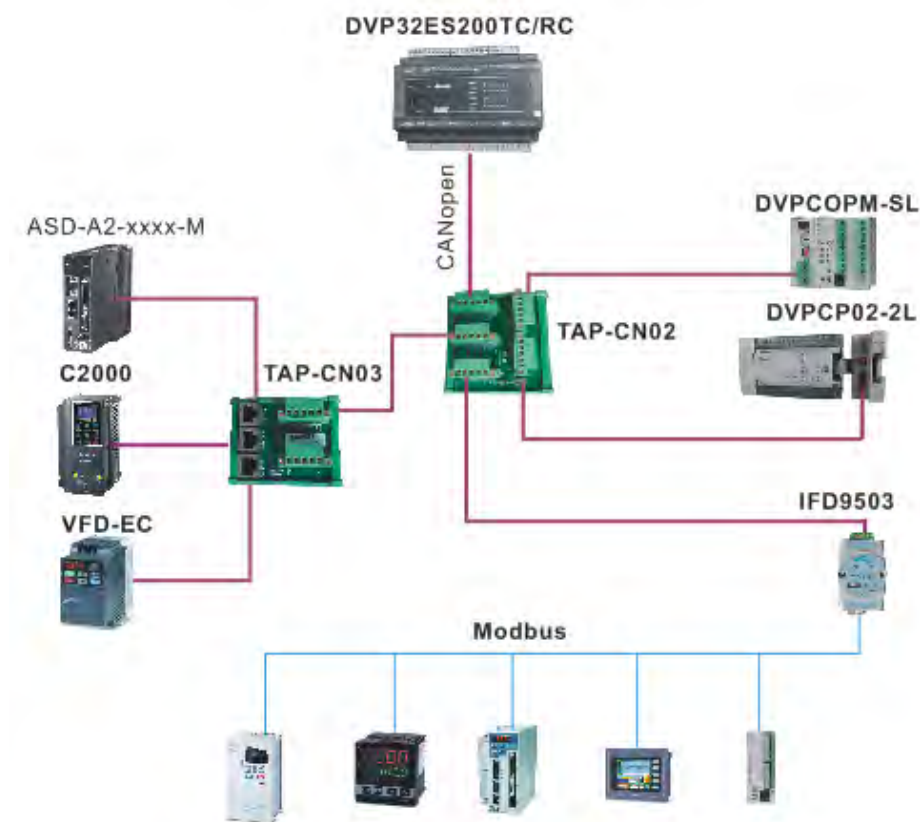 DVP32ES200TC/RC
CANopen
DVPCOPM-SL
ASD-A2-xxxx-M
DVPCP02-2L
TAP-CN02
C2000
TAP-CN03
IFD9503
VFD-EC
Modbus